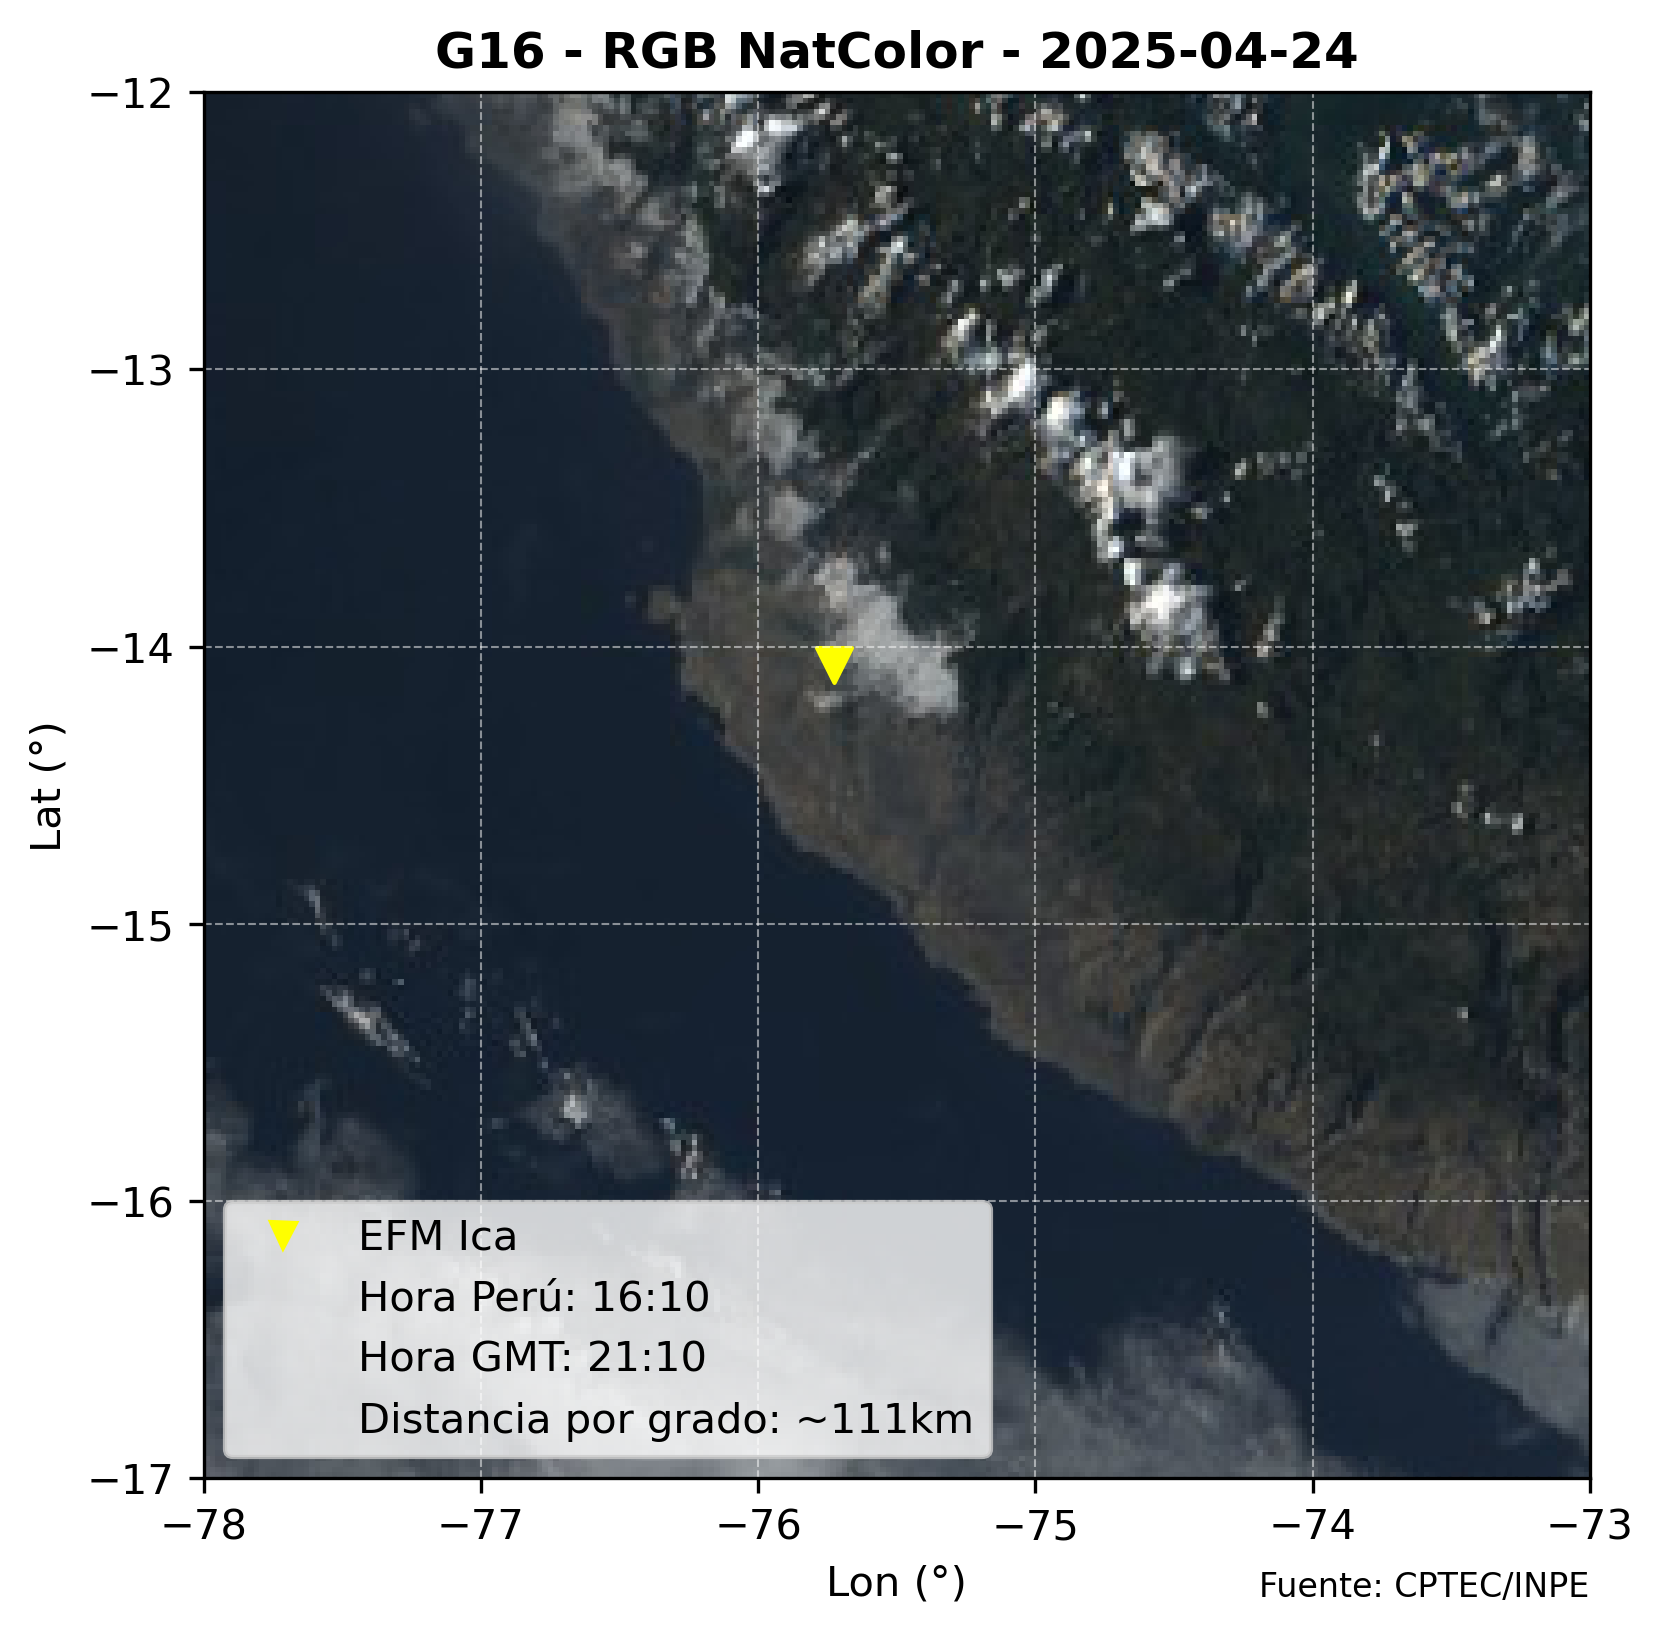 G16 - RGB NatColor - 2025-04-24
−12
−13
−14
−15
−16
−17
Lat (°)
EFM Ica
Hora Perú: 16:10
Hora GMT: 21:10
Distancia por grado: ~111km
−78
−77
−76
−75
−74
−73
Lon (°)
Fuente: CPTEC/INPE